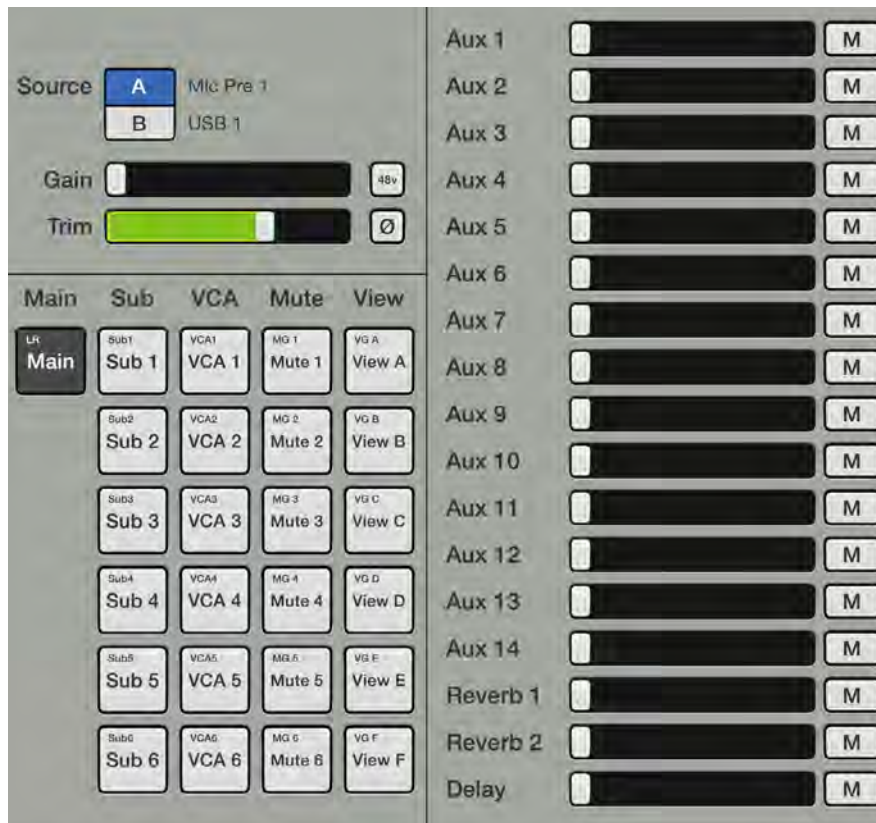 Source
A
Mic Pre 1
B
USB 1
Gain
48v
Trim
Ø
Main Sub VCA Mute View
LR Sub1 VCA1 MG 1 VG A
Main Sub 1 VCA 1 Mute 1 View A
Sub2 VCA2 MG 2 VG B
Sub 2 VCA 2 Mute 2 View B
Sub3 VCA3 MG 3 VG C
Sub 3 VCA 3 Mute 3 View C
Sub4 VCA4 MG 4 VG D
Sub 4 VCA 4 Mute 4 View D
Sub5 VCA5 MG 5 VG E
Sub 5 VCA 5 Mute 5 View E
Sub6 VCA6 MG 6 VG F
Sub 6 VCA 6 Mute 6 View F
Aux 1 M
Aux 2 M
Aux 3 M
Aux 4 M
Aux 5 M
Aux 6 M
Aux 7 M
Aux 8 M
Aux 9 M
Aux 10 M
Aux 11 M
Aux 12 M
Aux 13 M
Aux 14 M
Reverb 1 M
Reverb 2 M
Delay M